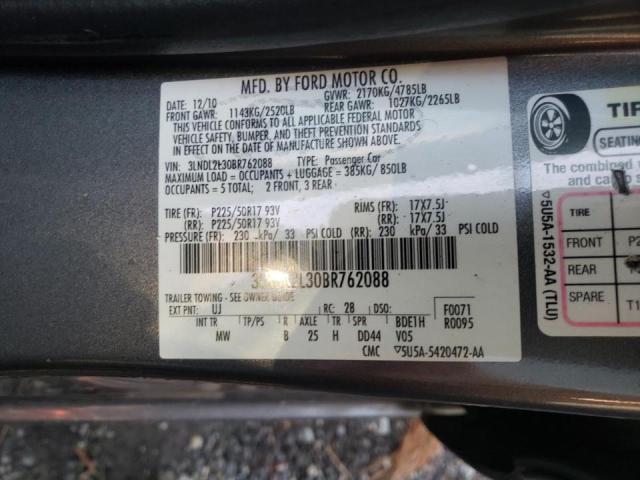 MFD. BY FORD MOTOR CO.
DATE: 12/10 GVWR: 2170KG/4785LB
FRONT GAWR: 1143KG/2520LB REAR GAWR: 1027KG/2265LB
THIS VEHICLE CONFORMS TO ALL APPLICABLE FEDERAL MOTOR
VEHICLE SAFETY, BUMPER, AND THEFT PREVENTION STANDARDS
IN EFFECT ON THE DATE OF MANUFACTURE SHOWN ABOVE.
VIN: 3LNDL2L30BR762088 TYPE: Passenger Car
MAXIMUM LOAD = OCCUPANTS + LUGGAGE = 385KG/850LB
OCCUPANTS = 5 TOTAL; 2 FRONT, 3 REAR
TIRE (FR): P225/50R17 93V RIMS (FR): 17X7.5J
(RR): P225/50R17 93V (RR): 17X7.5J
PRESSURE (FR): 230 kPa/ 33 PSI COLD (RR): 230 kPa/ 33 PSI COLD
L30BR762088
TRAILER TOWING - SEE OWNER GUIDE
EXT PNT: UJ RC: 28 DSO: F0071
INT TR TP/PS R AXLE TR SPR BDE1H R0095
MW B 25 H DD44 V05
CMC ▽5U5A-5420472-AA
TIR
SEATING
The combined
and cargo s
TIRE
FRONT P2
REAR
SPARE T1
▽5U5A-1532-AA (TLU)